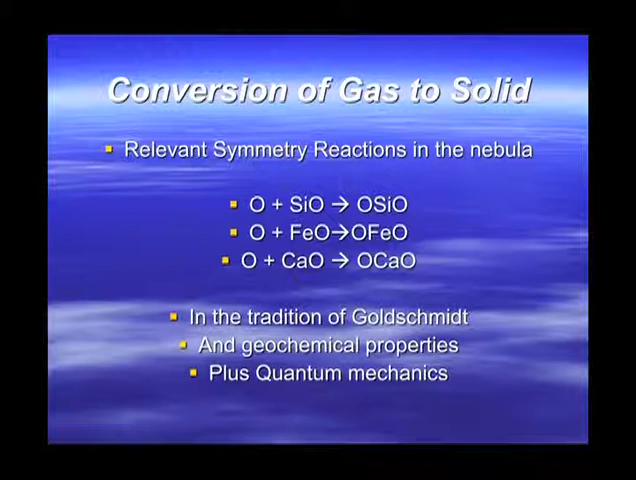 Conversion of Gas to Solid
Relevant Symmetry Reactions in the nebula
O + SiO → OSiO
O + FeO→OFeO
O + CaO → OCaO
In the tradition of Goldschmidt
And geochemical properties
Plus Quantum mechanics